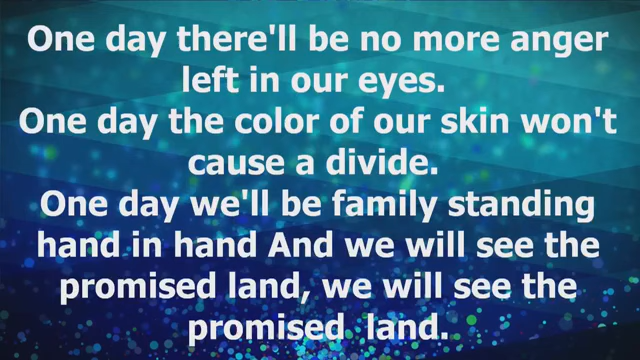 One day there'll be no more anger
left in our eyes.
One day the color of our skin won't
cause a divide.
One day we'll be family standing
hand in hand And we will see the
promised land, we will see the
promised  land.